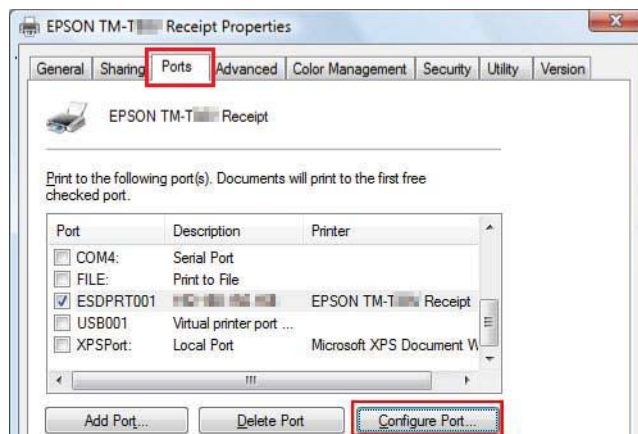 EPSON TM-T Receipt Properties
General Sharing Ports Advanced Color Management Security Utility Version
EPSON TM-T Receipt
Print to the following port(s). Documents will print to the first free
checked port.
Port Description Printer
COM4: Serial Port
FILE: Print to File
ESDPRT001 EPSON TM-T Receipt
USB001 Virtual printer port ...
XPSPort: Local Port Microsoft XPS Document W
Add Port... Delete Port Configure Port...